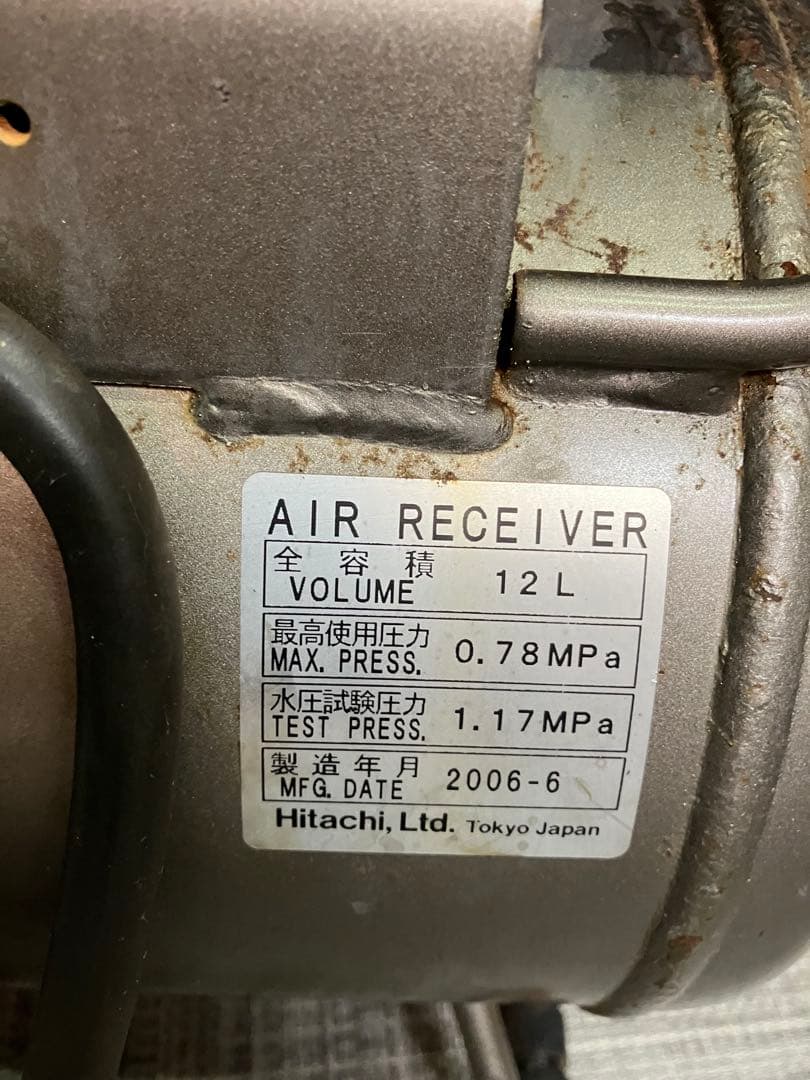 AIR RECEIVER
全容積
VOLUME 12L
最高使用圧力
MAX. PRESS. 0.78MPa
水圧試験圧力
TEST PRESS. 1.17MPa
製造年月
MFG. DATE 2006-6
Hitachi, Ltd. Tokyo Japan